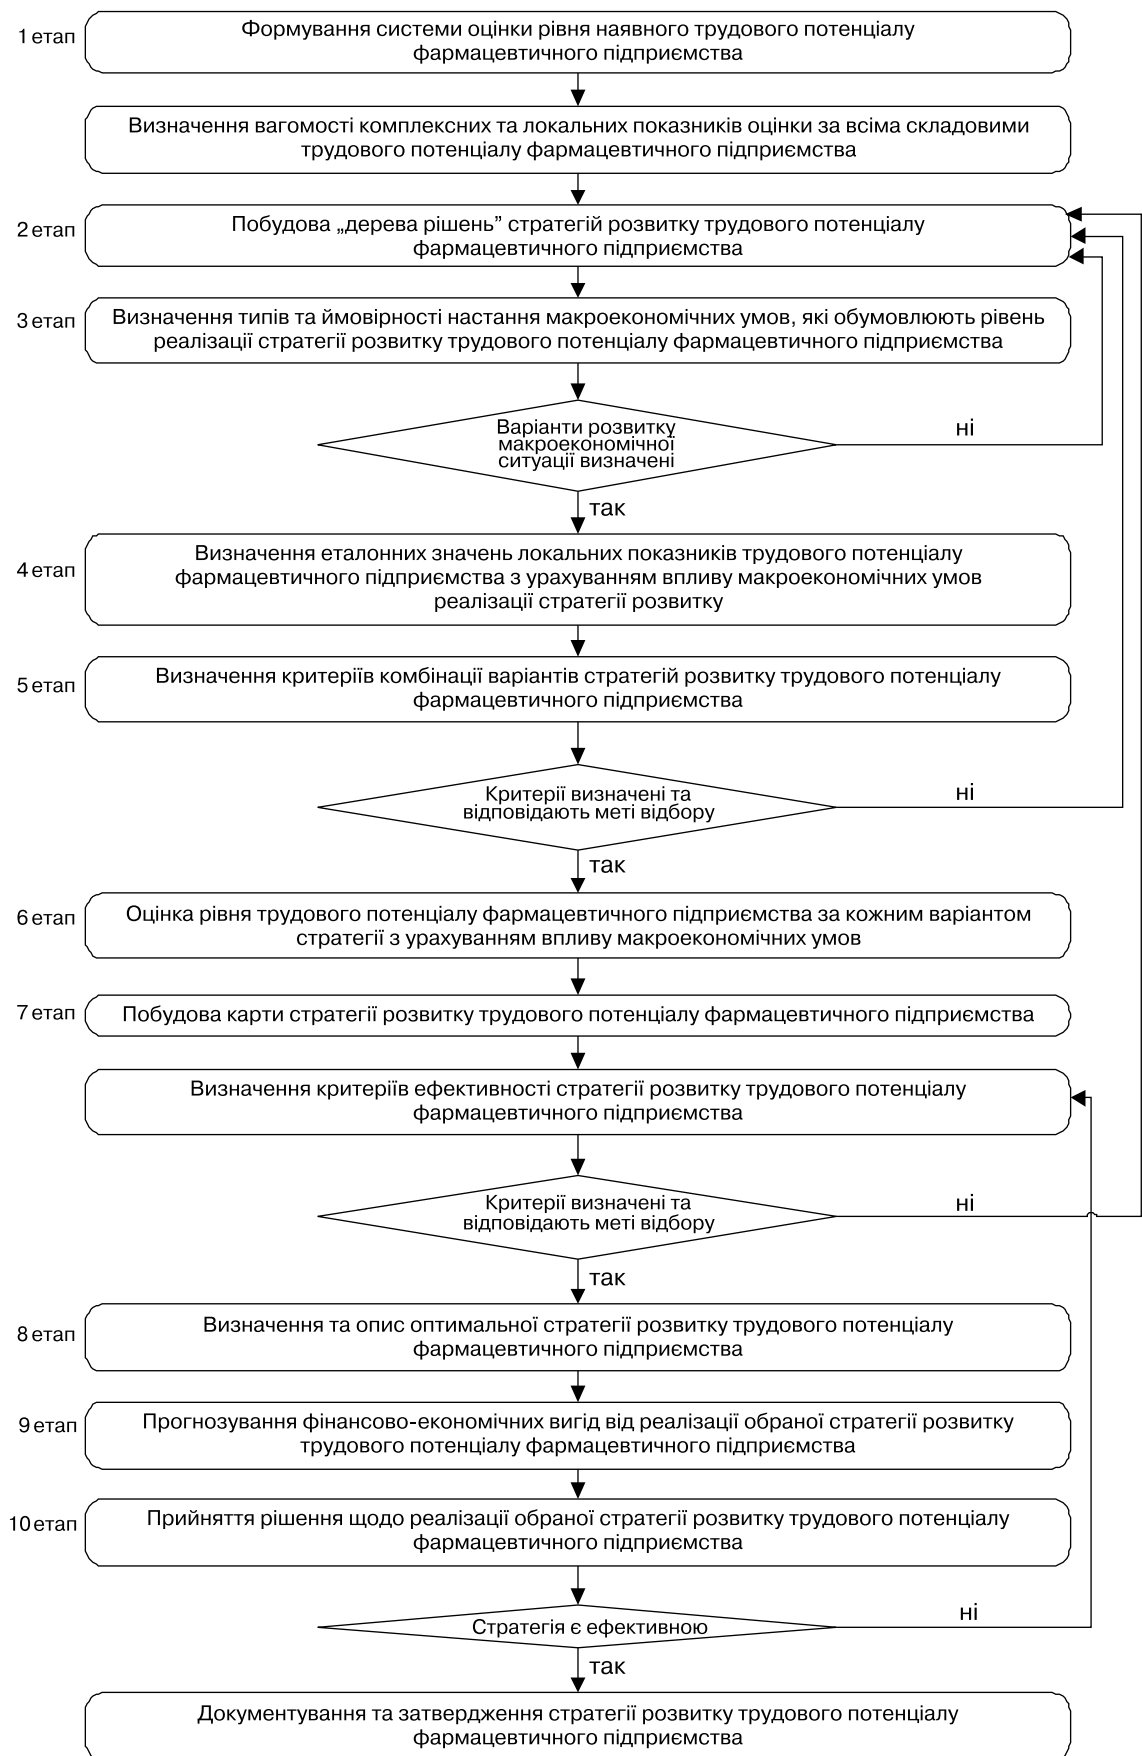 1 етап
Формування системи оцінки рівня наявного трудового потенціалу
фармацевтичного підприємства
Визначення вагомості комплексних та локальних показників оцінки за всіма складовими
трудового потенціалу фармацевтичного підприємства
2 етап
Побудова „дерева рішень” стратегій розвитку трудового потенціалу
фармацевтичного підприємства
3 етап
Визначення типів та ймовірності настання макроекономічних умов, які обумовлюють рівень
реалізації стратегії розвитку трудового потенціалу фармацевтичного підприємства
Варіанти розвитку
макроекономічної
ситуації визначені
ні
так
4 етап
Визначення еталонних значень локальних показників трудового потенціалу
фармацевтичного підприємства з урахуванням впливу макроекономічних умов
реалізації стратегії розвитку
5 етап
Визначення критеріїв комбінації варіантів стратегій розвитку трудового потенціалу
фармацевтичного підприємства
Критерії визначені та
відповідають меті відбору
ні
так
6 етап
Оцінка рівня трудового потенціалу фармацевтичного підприємства за кожним варіантом
стратегії з урахуванням впливу макроекономічних умов
7 етап
Побудова карти стратегії розвитку трудового потенціалу фармацевтичного підприємства
Визначення критеріїв ефективності стратегії розвитку трудового потенціалу
фармацевтичного підприємства
Критерії визначені та
відповідають меті відбору
ні
так
8 етап
Визначення та опис оптимальної стратегії розвитку трудового потенціалу
фармацевтичного підприємства
9 етап
Прогнозування фінансово-економічних вигід від реалізації обраної стратегії розвитку
трудового потенціалу фармацевтичного підприємства
10 етап
Прийняття рішення щодо реалізації обраної стратегії розвитку трудового потенціалу
фармацевтичного підприємства
Стратегія є ефективною
ні
так
Документування та затвердження стратегії розвитку трудового потенціалу
фармацевтичного підприємства